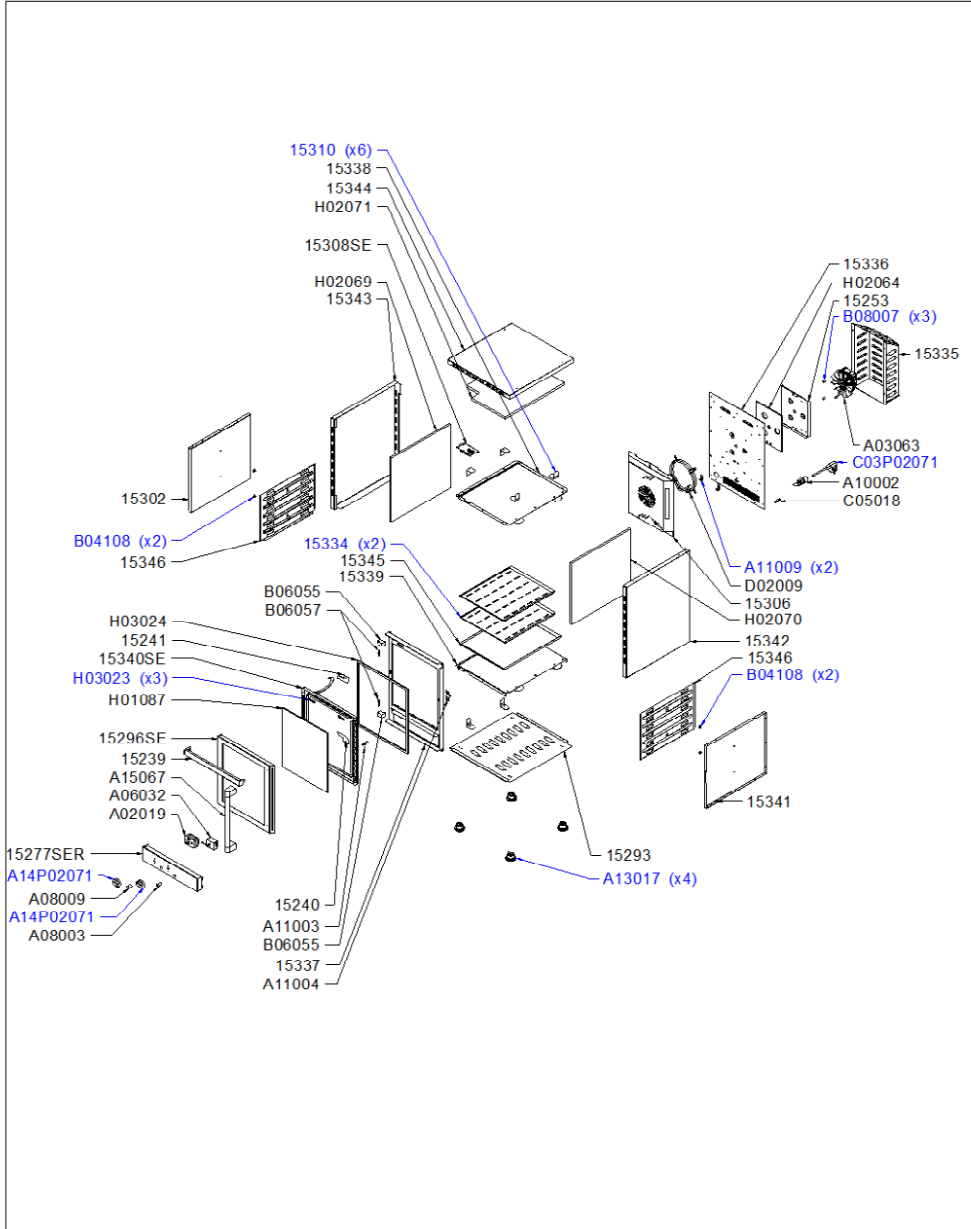 15310 (x6)
15338
15344
H02071
15308SE
H02069
15343
15336
H02064
15253
B08007 (x3)
15335
A03063
C03P02071
A10002
C05018
15302
B04108 (x2)
15346
15334 (x2)
15345
15339
B06055
B06057
A11009 (x2)
D02009
15306
H02070
15342
15346
B04108 (x2)
H03024
15241
15340SE
H03023 (x3)
H01087
15296SE
15239
A15067
A06032
A02019
15277SER
A14P02071
A08009
A14P02071
A08003
15341
15293
A13017 (x4)
15240
A11003
B06055
15337
A11004